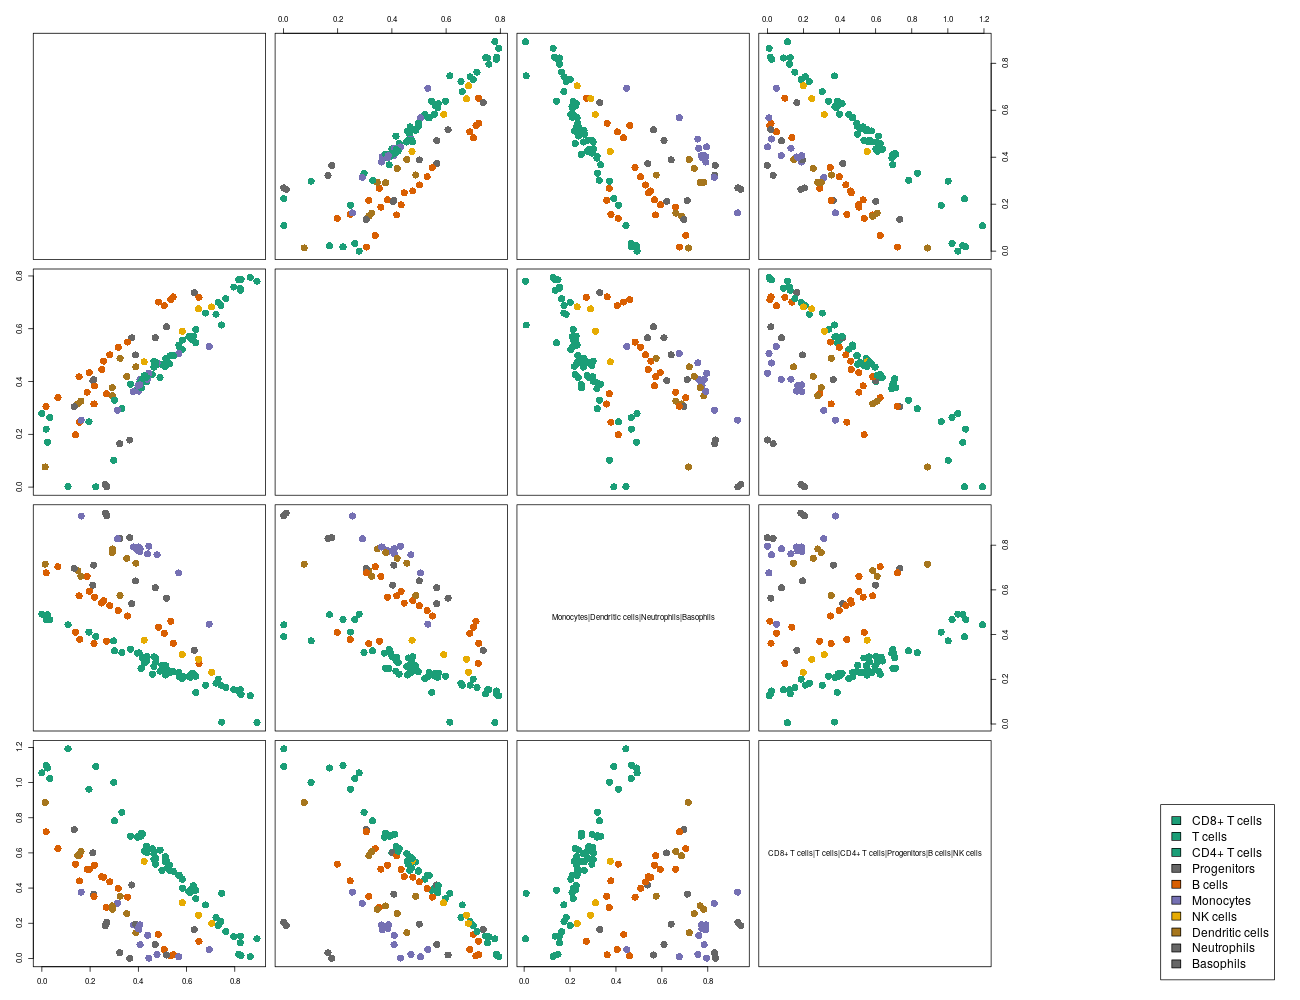 0.0 0.4 0.8 0.0 0.2 0.4 0.6 0.8 1.0 1.2
0.0 0.2 0.4 0.6 0.8
0.0 0.2 0.4 0.6 0.8
Monocytes|Dendritic cells|Neutrophils|Basophils
0.0 0.2 0.4 0.6 0.8
CD8+ T cells|T cells|CD4+ T cells|Progenitors|B cells|NK cells
0.0 0.2 0.4 0.6 0.8 1.0 1.2
0.0 0.2 0.4 0.6 0.8 0.0 0.2 0.4 0.6 0.8
CD8+ T cells
T cells
CD4+ T cells
Progenitors
B cells
Monocytes
NK cells
Dendritic cells
Neutrophils
Basophils